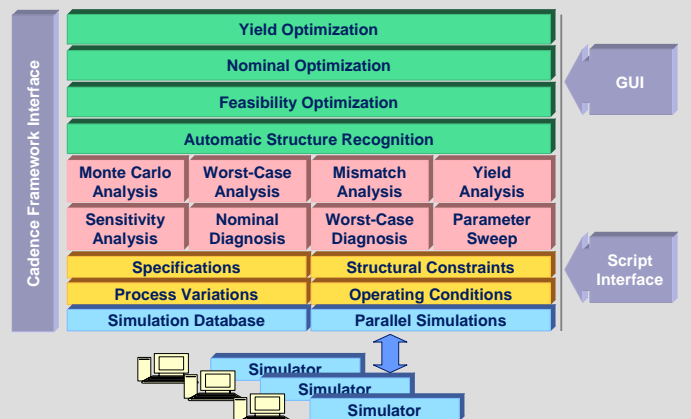 Cadence Framework Interface
Yield Optimization
Nominal Optimization
Feasibility Optimization
Automatic Structure Recognition
Monte Carlo
Analysis
Worst-Case
Analysis
Mismatch
Analysis
Yield
Analysis
Sensitivity
Analysis
Nominal
Diagnosis
Worst-Case
Diagnosis
Parameter
Sweep
Specifications
Structural Constraints
Process Variations
Operating Conditions
Simulation Database
Parallel Simulations
GUI
Script
Interface
Simulator
Simulator
Simulator